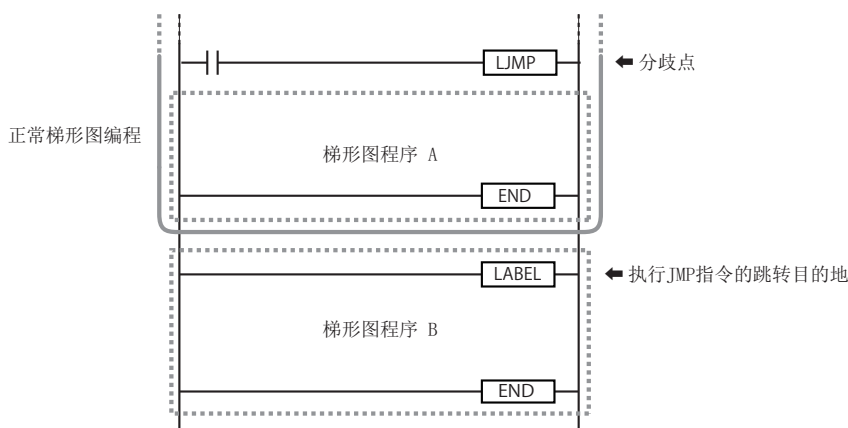 LJMP
⬅ 分歧点
正常梯形图编程
梯形图程序 A
END
LABEL
⬅ 执行JMP指令的跳转目的地
梯形图程序 B
END